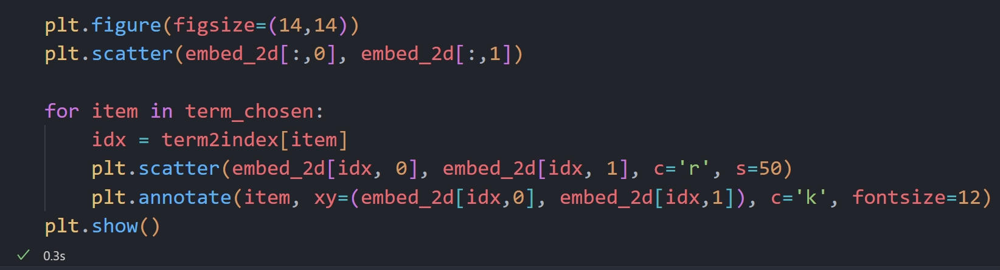 plt.figure(figsize=(14,14))
plt.scatter(embed_2d[:,0], embed_2d[:,1])
for item in term_chosen:
    idx = term2index[item]
    plt.scatter(embed_2d[idx, 0], embed_2d[idx, 1], c='r', s=50)
    plt.annotate(item, xy=(embed_2d[idx,0], embed_2d[idx,1]), c='k', fontsize=12)
plt.show()
0.3s